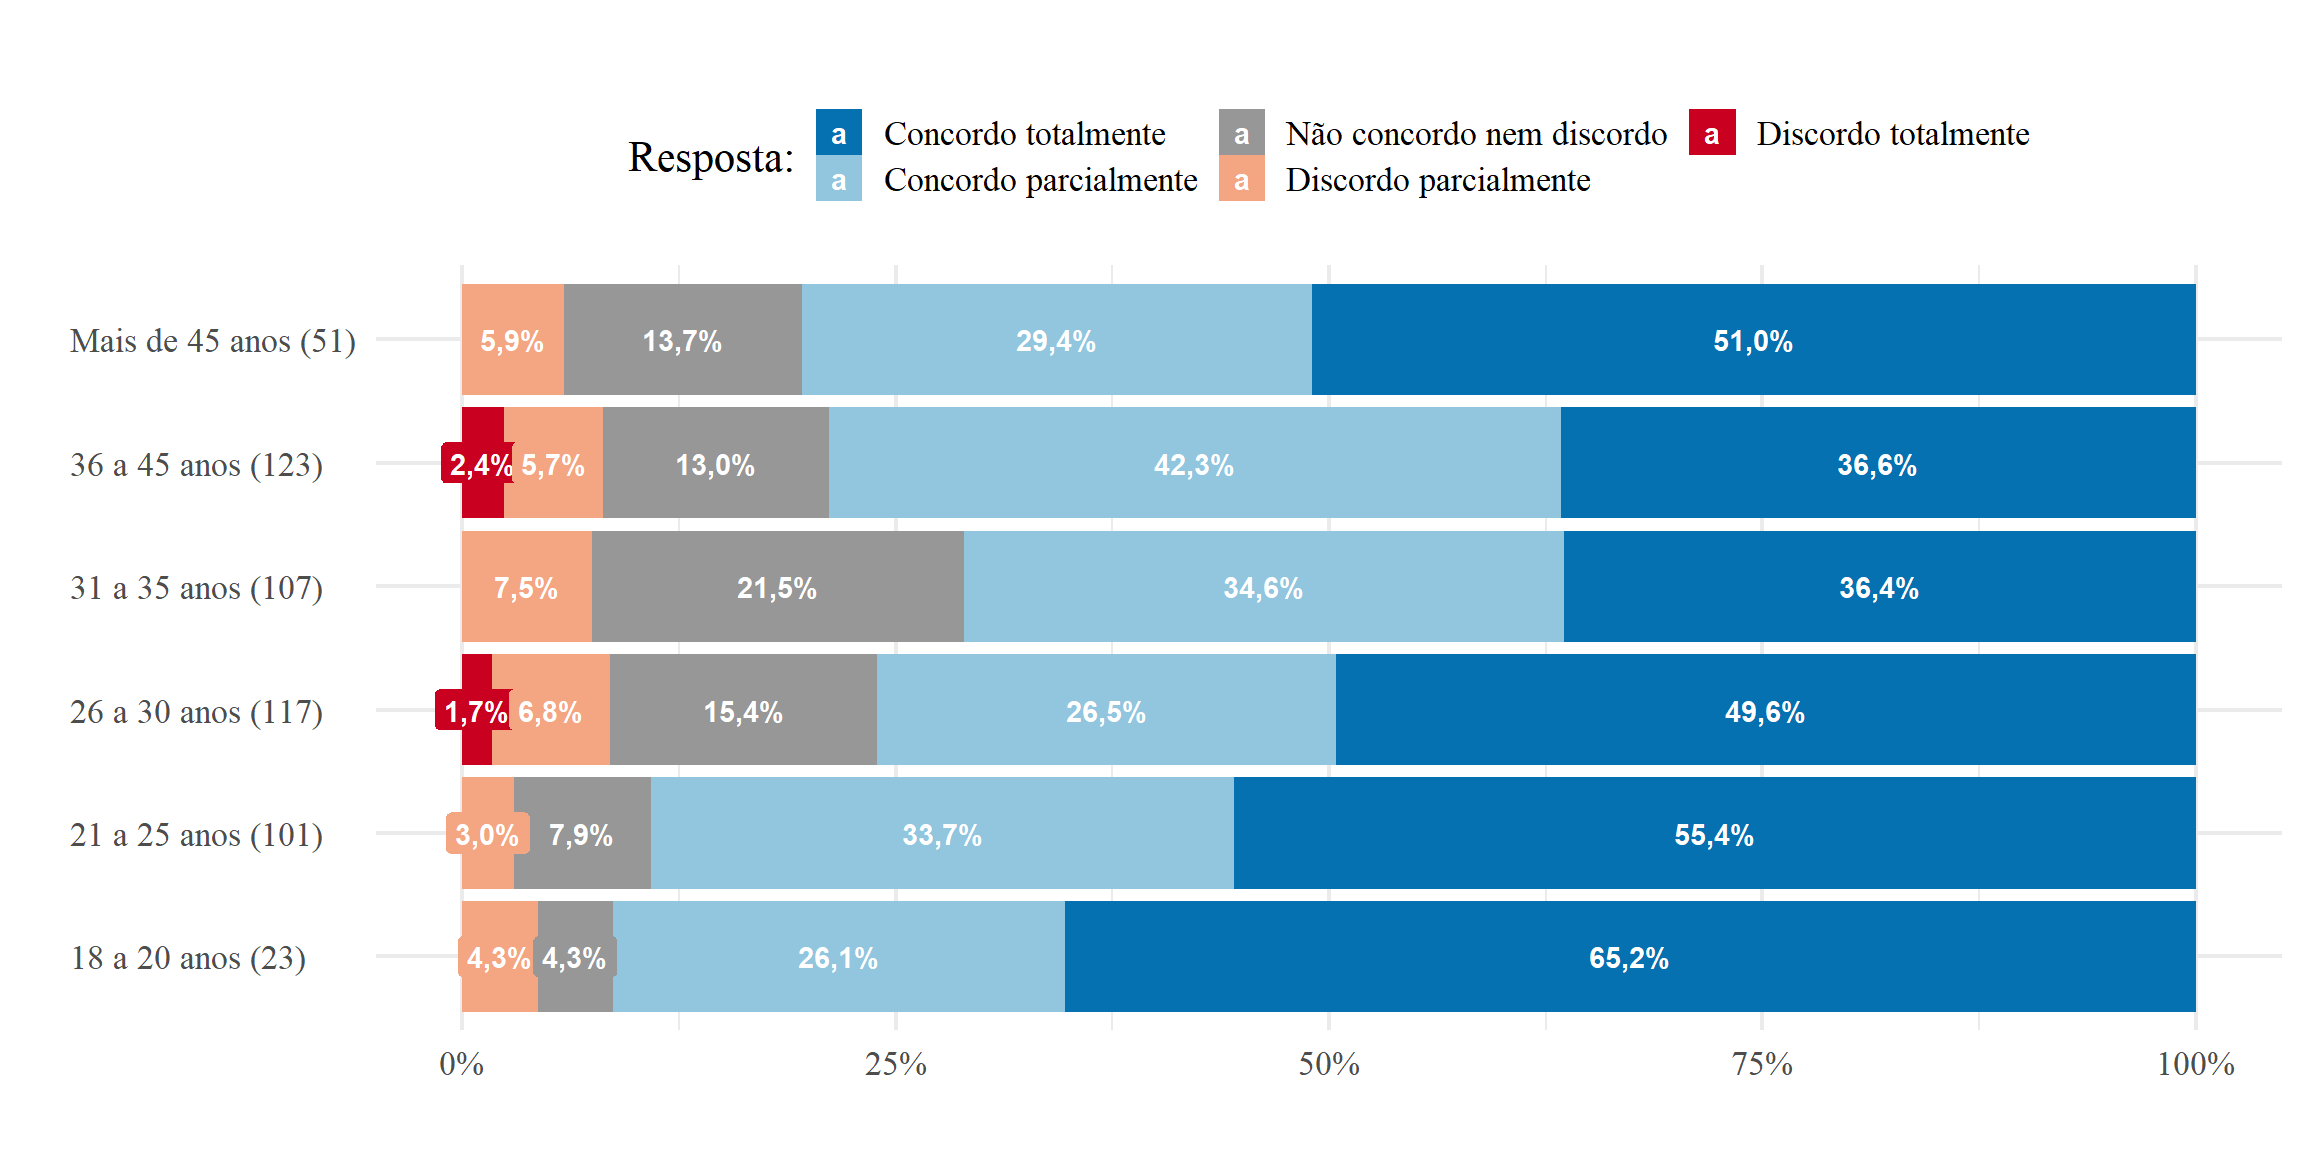 Resposta:
a Concordo totalmente
a Não concordo nem discordo
a Discordo totalmente
a Concordo parcialmente
a Discordo parcialmente
Mais de 45 anos (51)
5,9% 13,7% 29,4% 51,0%
36 a 45 anos (123)
2,4% 5,7% 13,0% 42,3% 36,6%
31 a 35 anos (107)
7,5% 21,5% 34,6% 36,4%
26 a 30 anos (117)
1,7% 6,8% 15,4% 26,5% 49,6%
21 a 25 anos (101)
3,0% 7,9% 33,7% 55,4%
18 a 20 anos (23)
4,3% 4,3% 26,1% 65,2%
0% 25% 50% 75% 100%